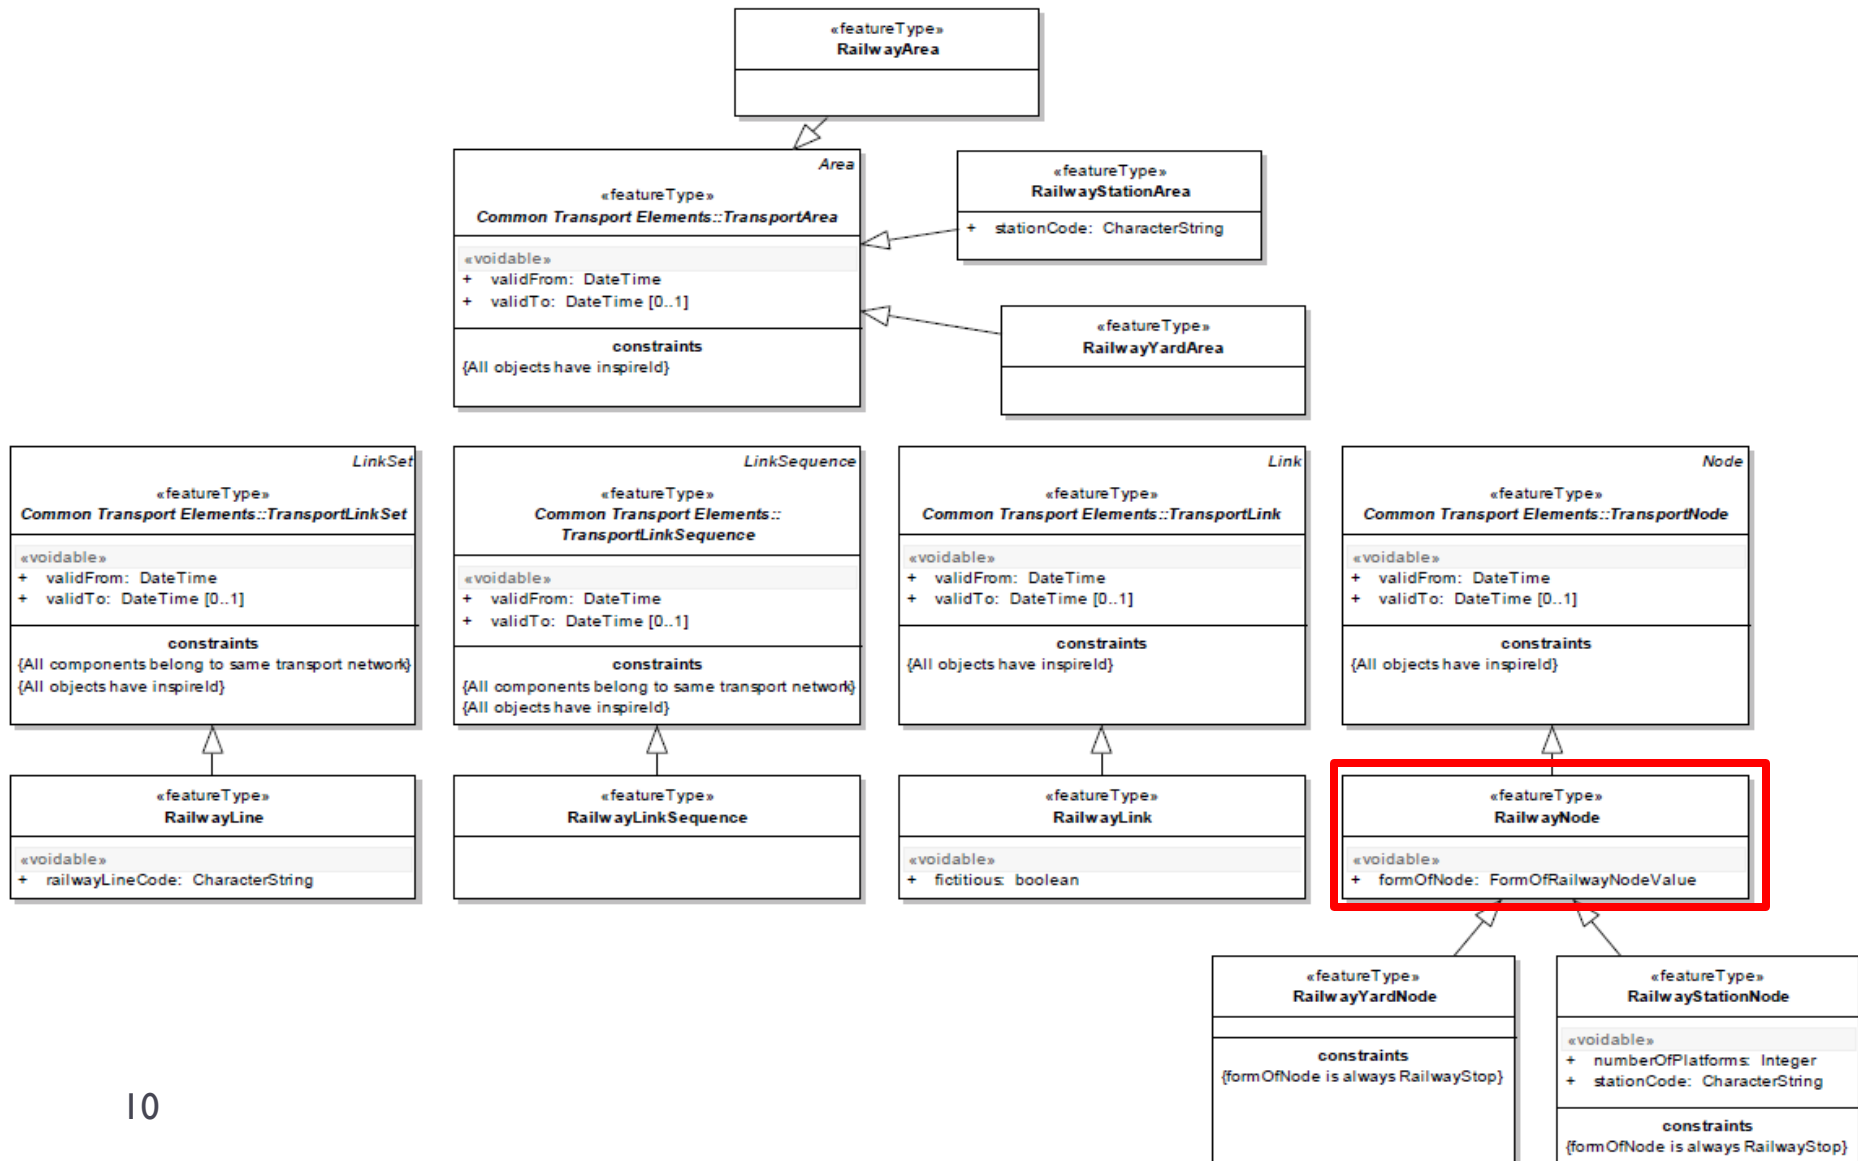 «featureType»
RailwayArea
Area
«featureType»
Common Transport Elements::TransportArea
«voidable»
+ validFrom: DateTime
+ validTo: DateTime [0..1]
constraints
{All objects have inspireId}
«featureType»
RailwayStationArea
+ stationCode: CharacterString
«featureType»
RailwayYardArea
LinkSet
«featureType»
Common Transport Elements::TransportLinkSet
«voidable»
+ validFrom: DateTime
+ validTo: DateTime [0..1]
constraints
{All components belong to same transport network}
{All objects have inspireId}
LinkSequence
«featureType»
Common Transport Elements::
TransportLinkSequence
«voidable»
+ validFrom: DateTime
+ validTo: DateTime [0..1]
constraints
{All components belong to same transport network}
{All objects have inspireId}
Link
«featureType»
Common Transport Elements::TransportLink
«voidable»
+ validFrom: DateTime
+ validTo: DateTime [0..1]
constraints
{All objects have inspireId}
Node
«featureType»
Common Transport Elements::TransportNode
«voidable»
+ validFrom: DateTime
+ validTo: DateTime [0..1]
constraints
{All objects have inspireId}
«featureType»
RailwayLine
«voidable»
+ railwayLineCode: CharacterString
«featureType»
RailwayLinkSequence
«featureType»
RailwayLink
«voidable»
+ fictitious: boolean
«featureType»
RailwayNode
«voidable»
+ formOfNode: FormOfRailwayNodeValue
«featureType»
RailwayYardNode
constraints
{formOfNode is always RailwayStop}
«featureType»
RailwayStationNode
«voidable»
+ numberOfPlatforms: Integer
+ stationCode: CharacterString
constraints
{formOfNode is always RailwayStop}
10